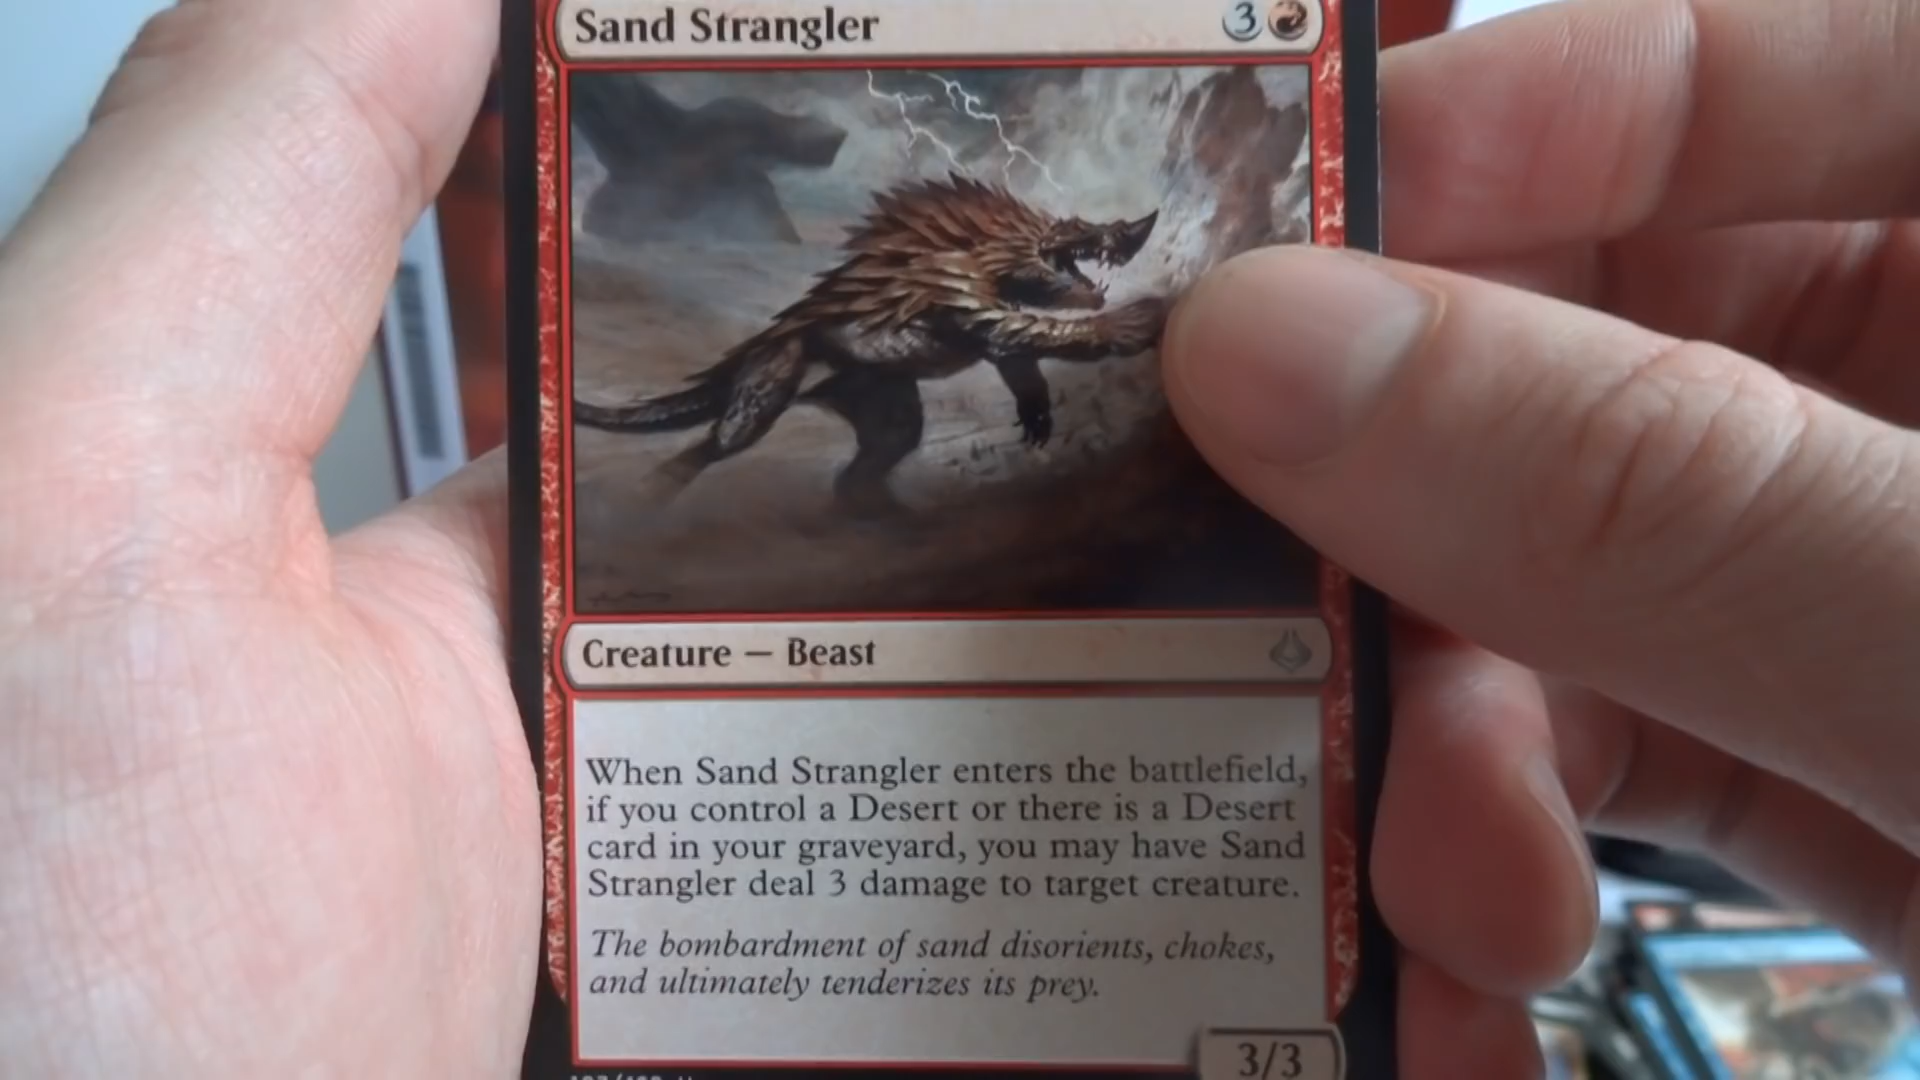 Sand Strangler 3
Creature — Beast
When Sand Strangler enters the battlefield,
if you control a Desert or there is a Desert
card in your graveyard, you may have Sand
Strangler deal 3 damage to target creature.
The bombardment of sand disorients, chokes,
and ultimately tenderizes its prey.
3/3